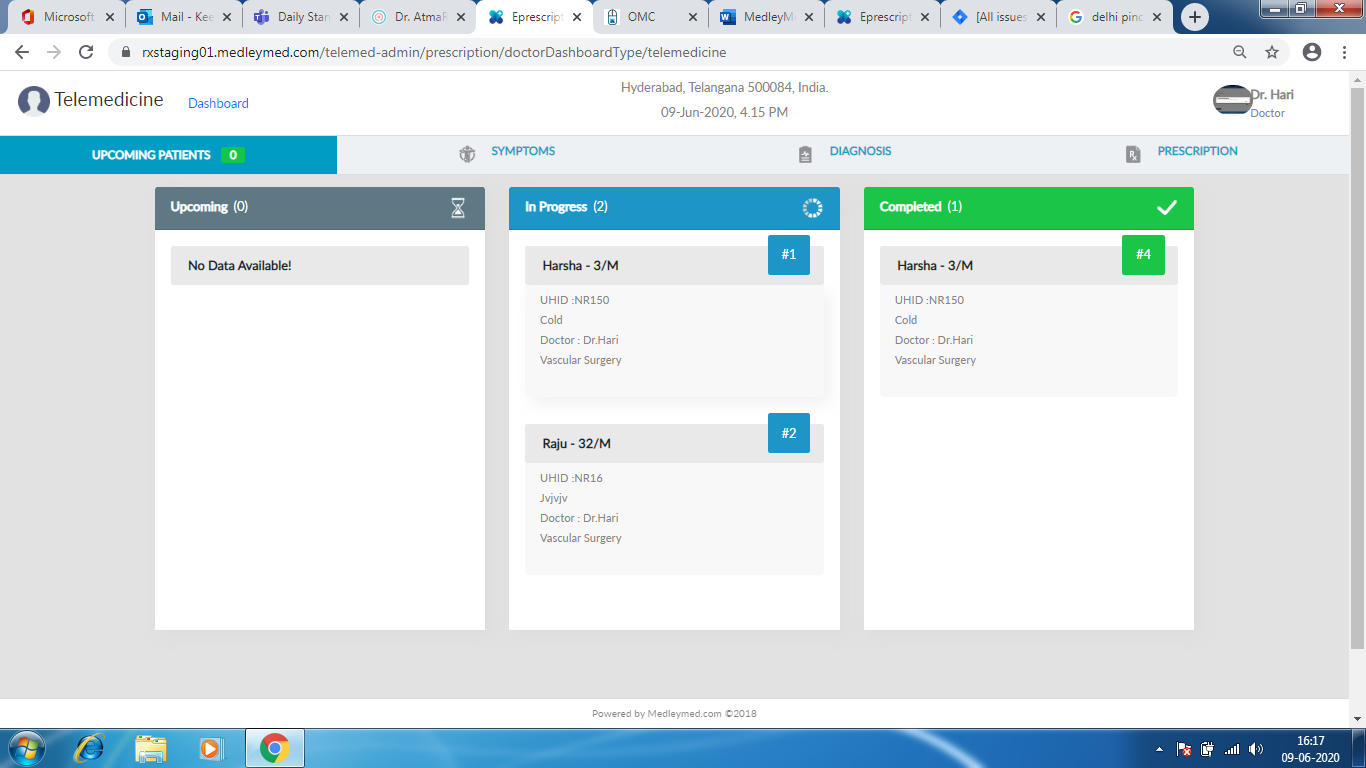 Microsoft
Mail - Kee
Daily Stan
Dr. AtmaR
Eprescript
OMC
MedleyMe
Eprescript
[All issues
delhi pinc
rxstaging01.medleymed.com/telemed-admin/prescription/doctorDashboardType/telemedicine
Telemedicine
Dashboard
Hyderabad, Telangana 500084, India.
09-Jun-2020, 4.15 PM
Dr. Hari
Doctor
UPCOMING PATIENTS 0
SYMPTOMS
DIAGNOSIS
PRESCRIPTION
Upcoming (0)
No Data Available!
In Progress (2)
Harsha - 3/M
#1
UHID :NR150
Cold
Doctor : Dr.Hari
Vascular Surgery
Raju - 32/M
#2
UHID :NR16
Jvjvjv
Doctor : Dr.Hari
Vascular Surgery
Completed (1)
Harsha - 3/M
#4
UHID :NR150
Cold
Doctor : Dr.Hari
Vascular Surgery
Powered by Medleymed.com ©2018
16:17
09-06-2020